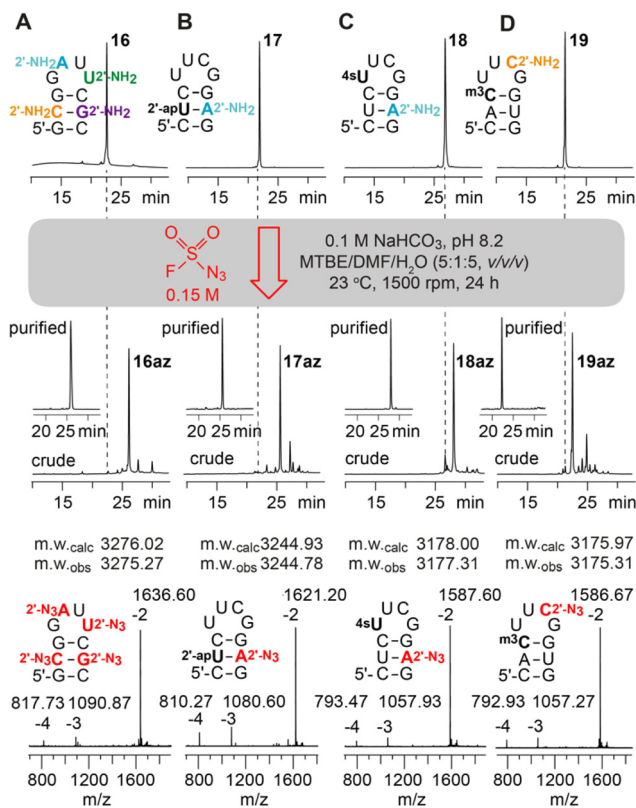 A
B
C
D
16
17
18
19
2'-NH₂A U
G U2'-NH₂
G C
2'-NH₂C – G2'-NH₂
5'-G C
U C
U G
C G
2'-ap U – A2'-NH₂
5'-C G
U C
4sU G
C G
U – A2'-NH₂
5'-C G
U C2'-NH₂
U G
m3C G
A – U
5'-C G
15 25 min
15 25 min
15 25 min
15 25 min
O O
S
F N₃
0.15 M
0.1 M NaHCO₃, pH 8.2
MTBE/DMF/H₂O (5:1:5, v/v/v)
23 °C, 1500 rpm, 24 h
purified
purified
purified
purified
16az
17az
18az
19az
20 25 min
20 25 min
20 25 min
20 25 min
crude
crude
crude
crude
15 25 min
15 25 min
15 25 min
15 25 min
m.w.calc 3276.02
m.w.obs 3275.27
m.w.calc 3244.93
m.w.obs 3244.78
m.w.calc 3178.00
m.w.obs 3177.31
m.w.calc 3175.97
m.w.obs 3175.31
1636.60
-2
1621.20
-2
1587.60
-2
1586.67
-2
2'-N₃A U
G U2'-N₃
G C
2'-N₃C – G2'-N₃
5'-G C
U C
U G
C G
2'-ap U – A2'-N₃
5'-C G
U C
4sU G
C G
U – A2'-N₃
5'-C G
U C2'-N₃
U G
m3C G
A – U
5'-C G
817.73 1090.87
-4 -3
810.27 1080.60
-4 -3
793.47 1057.93
-4 -3
792.93 1057.27
-4 -3
800 1200 1600
m/z
800 1200 1600
m/z
800 1200 1600
m/z
800 1200 1600
m/z